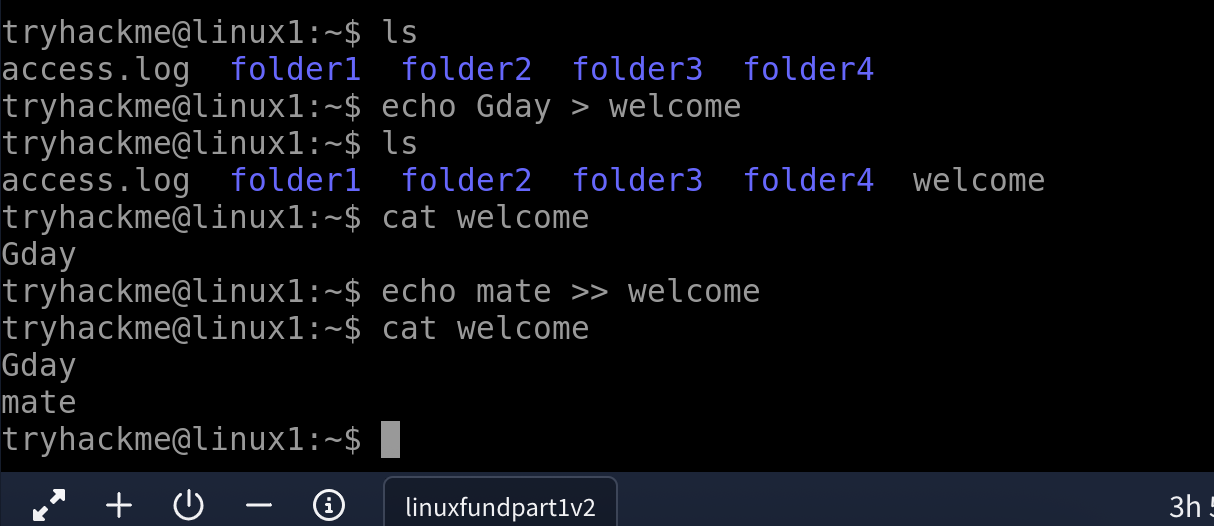 tryhackme@linux1:~$ ls
access.log  folder1  folder2  folder3  folder4
tryhackme@linux1:~$ echo Gday > welcome
tryhackme@linux1:~$ ls
access.log  folder1  folder2  folder3  folder4  welcome
tryhackme@linux1:~$ cat welcome
Gday
tryhackme@linux1:~$ echo mate >> welcome
tryhackme@linux1:~$ cat welcome
Gday
mate
tryhackme@linux1:~$
linuxfundpart1v2 3h